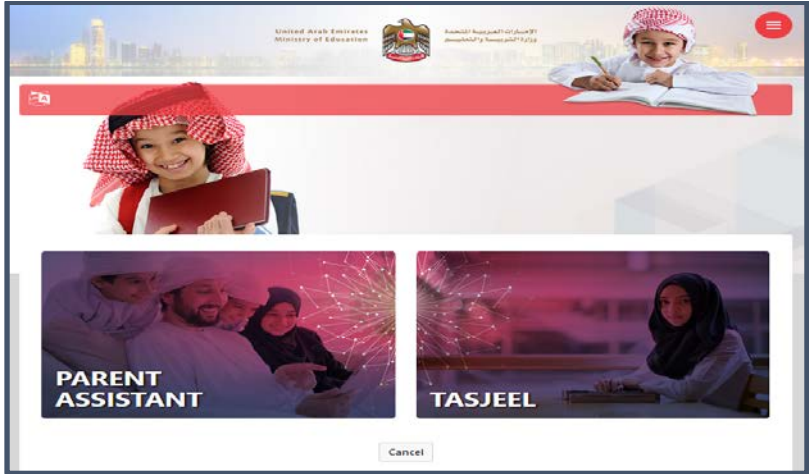 United Arab Emirates
Ministry of Education
الإمارات العربية المتحدة
وزارة التربية والتعليم
A
PARENT
ASSISTANT
TASJEEL
Cancel